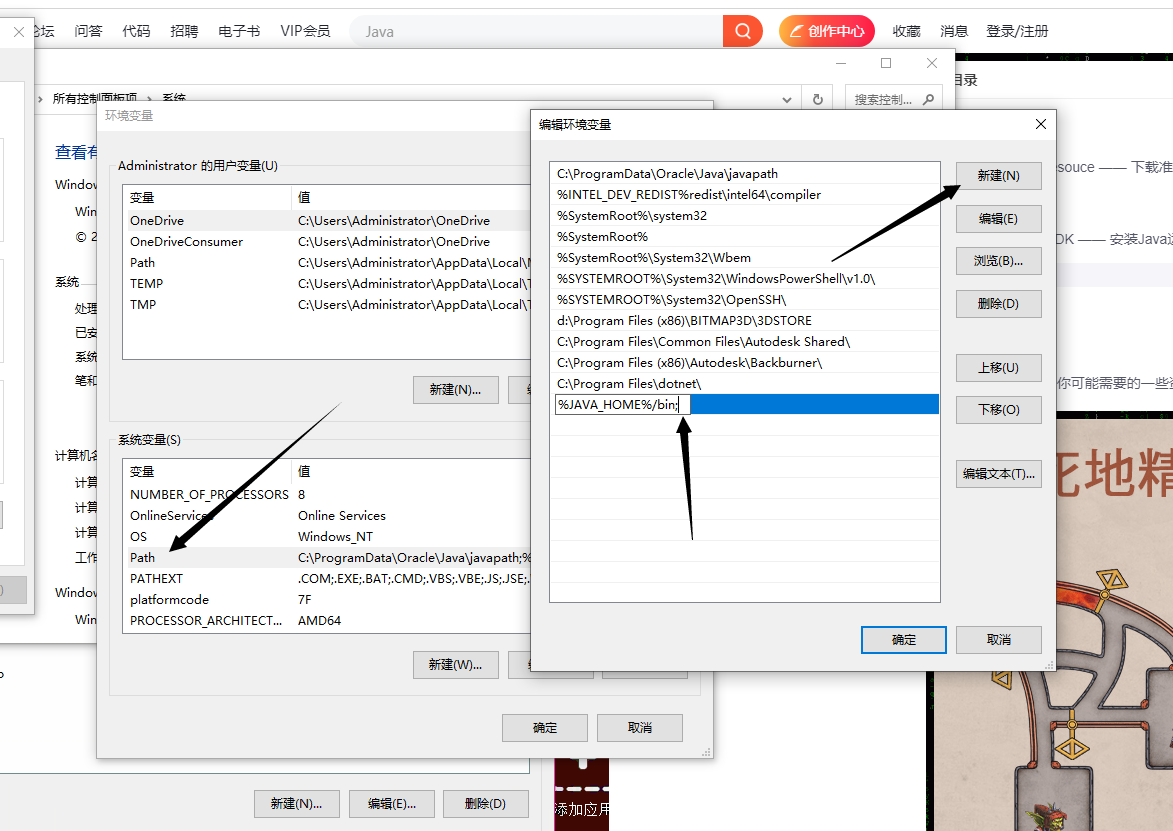 论坛 问答 代码 招聘 电子书 VIP会员 Java 创作中心 收藏 消息 登录/注册
目录
所有控制面板项 › 系统
搜索控制...
查看有
Window
Win
© 2
系统
处理
已安
系统
笔和
计算机名
计算
计算
计算
工作
Window
Win
环境变量
Administrator 的用户变量(U)
变量 值
OneDrive C:\Users\Administrator\OneDrive
OneDriveConsumer C:\Users\Administrator\OneDrive
Path C:\Users\Administrator\AppData\Local\
TEMP C:\Users\Administrator\AppData\Local\
TMP C:\Users\Administrator\AppData\Local\
新建(N)...
系统变量(S)
变量 值
NUMBER_OF_PROCESSORS 8
OnlineServices Online Services
OS Windows_NT
Path C:\ProgramData\Oracle\Java\javapath;%
PATHEXT .COM;.EXE;.BAT;.CMD;.VBS;.VBE;.JS;.JSE;.
platformcode 7F
PROCESSOR_ARCHITECT... AMD64
新建(W)...
确定 取消
编辑环境变量
C:\ProgramData\Oracle\Java\javapath
%INTEL_DEV_REDIST%redist\intel64\compiler
%SystemRoot%\system32
%SystemRoot%
%SystemRoot%\System32\Wbem
%SYSTEMROOT%\System32\WindowsPowerShell\v1.0\
%SYSTEMROOT%\System32\OpenSSH\
d:\Program Files (x86)\BITMAP3D\3DSTORE
C:\Program Files\Common Files\Autodesk Shared\
C:\Program Files (x86)\Autodesk\Backburner\
C:\Program Files\dotnet\
%JAVA_HOME%/bin;
新建(N)
编辑(E)
浏览(B)...
删除(D)
上移(U)
下移(O)
编辑文本(T)...
确定 取消
esouce —— 下载准
DK —— 安装Java运
你可能需要的一些资
死地精
新建(N)... 编辑(E)... 删除(D)
添加应用